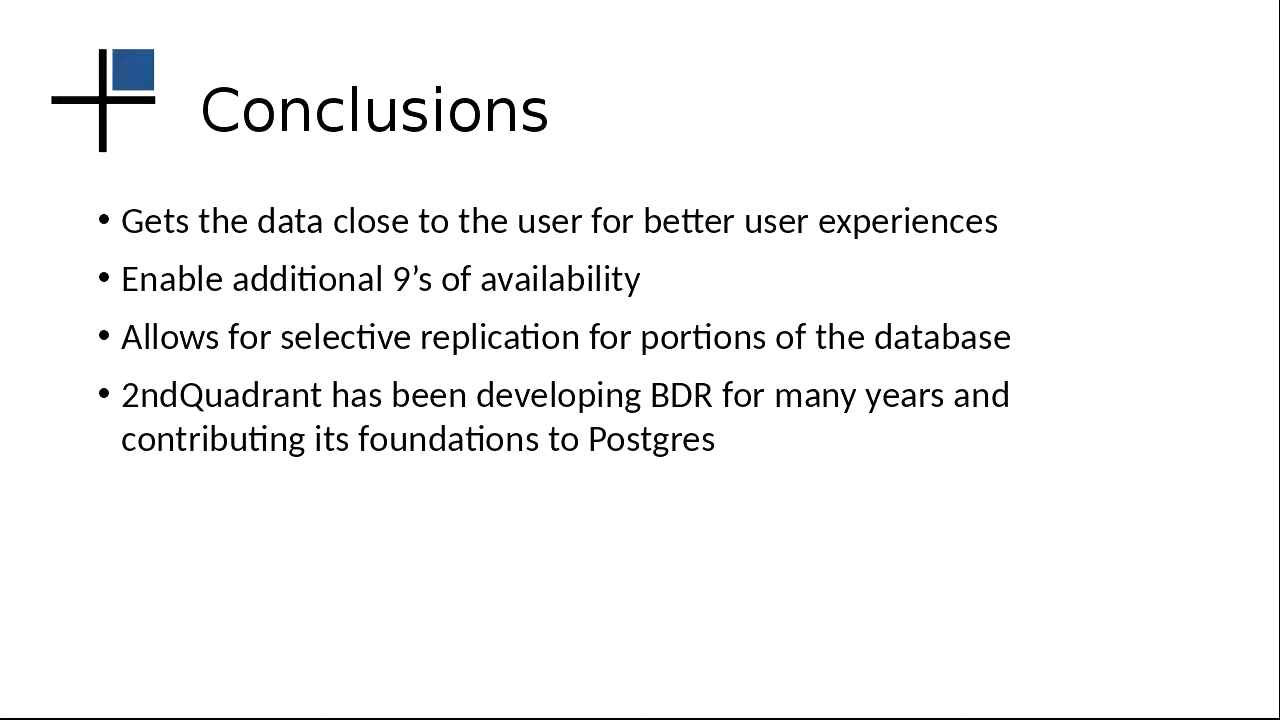 Conclusions
• Gets the data close to the user for better user experiences
• Enable additional 9’s of availability
• Allows for selective replication for portions of the database
• 2ndQuadrant has been developing BDR for many years and
contributing its foundations to Postgres